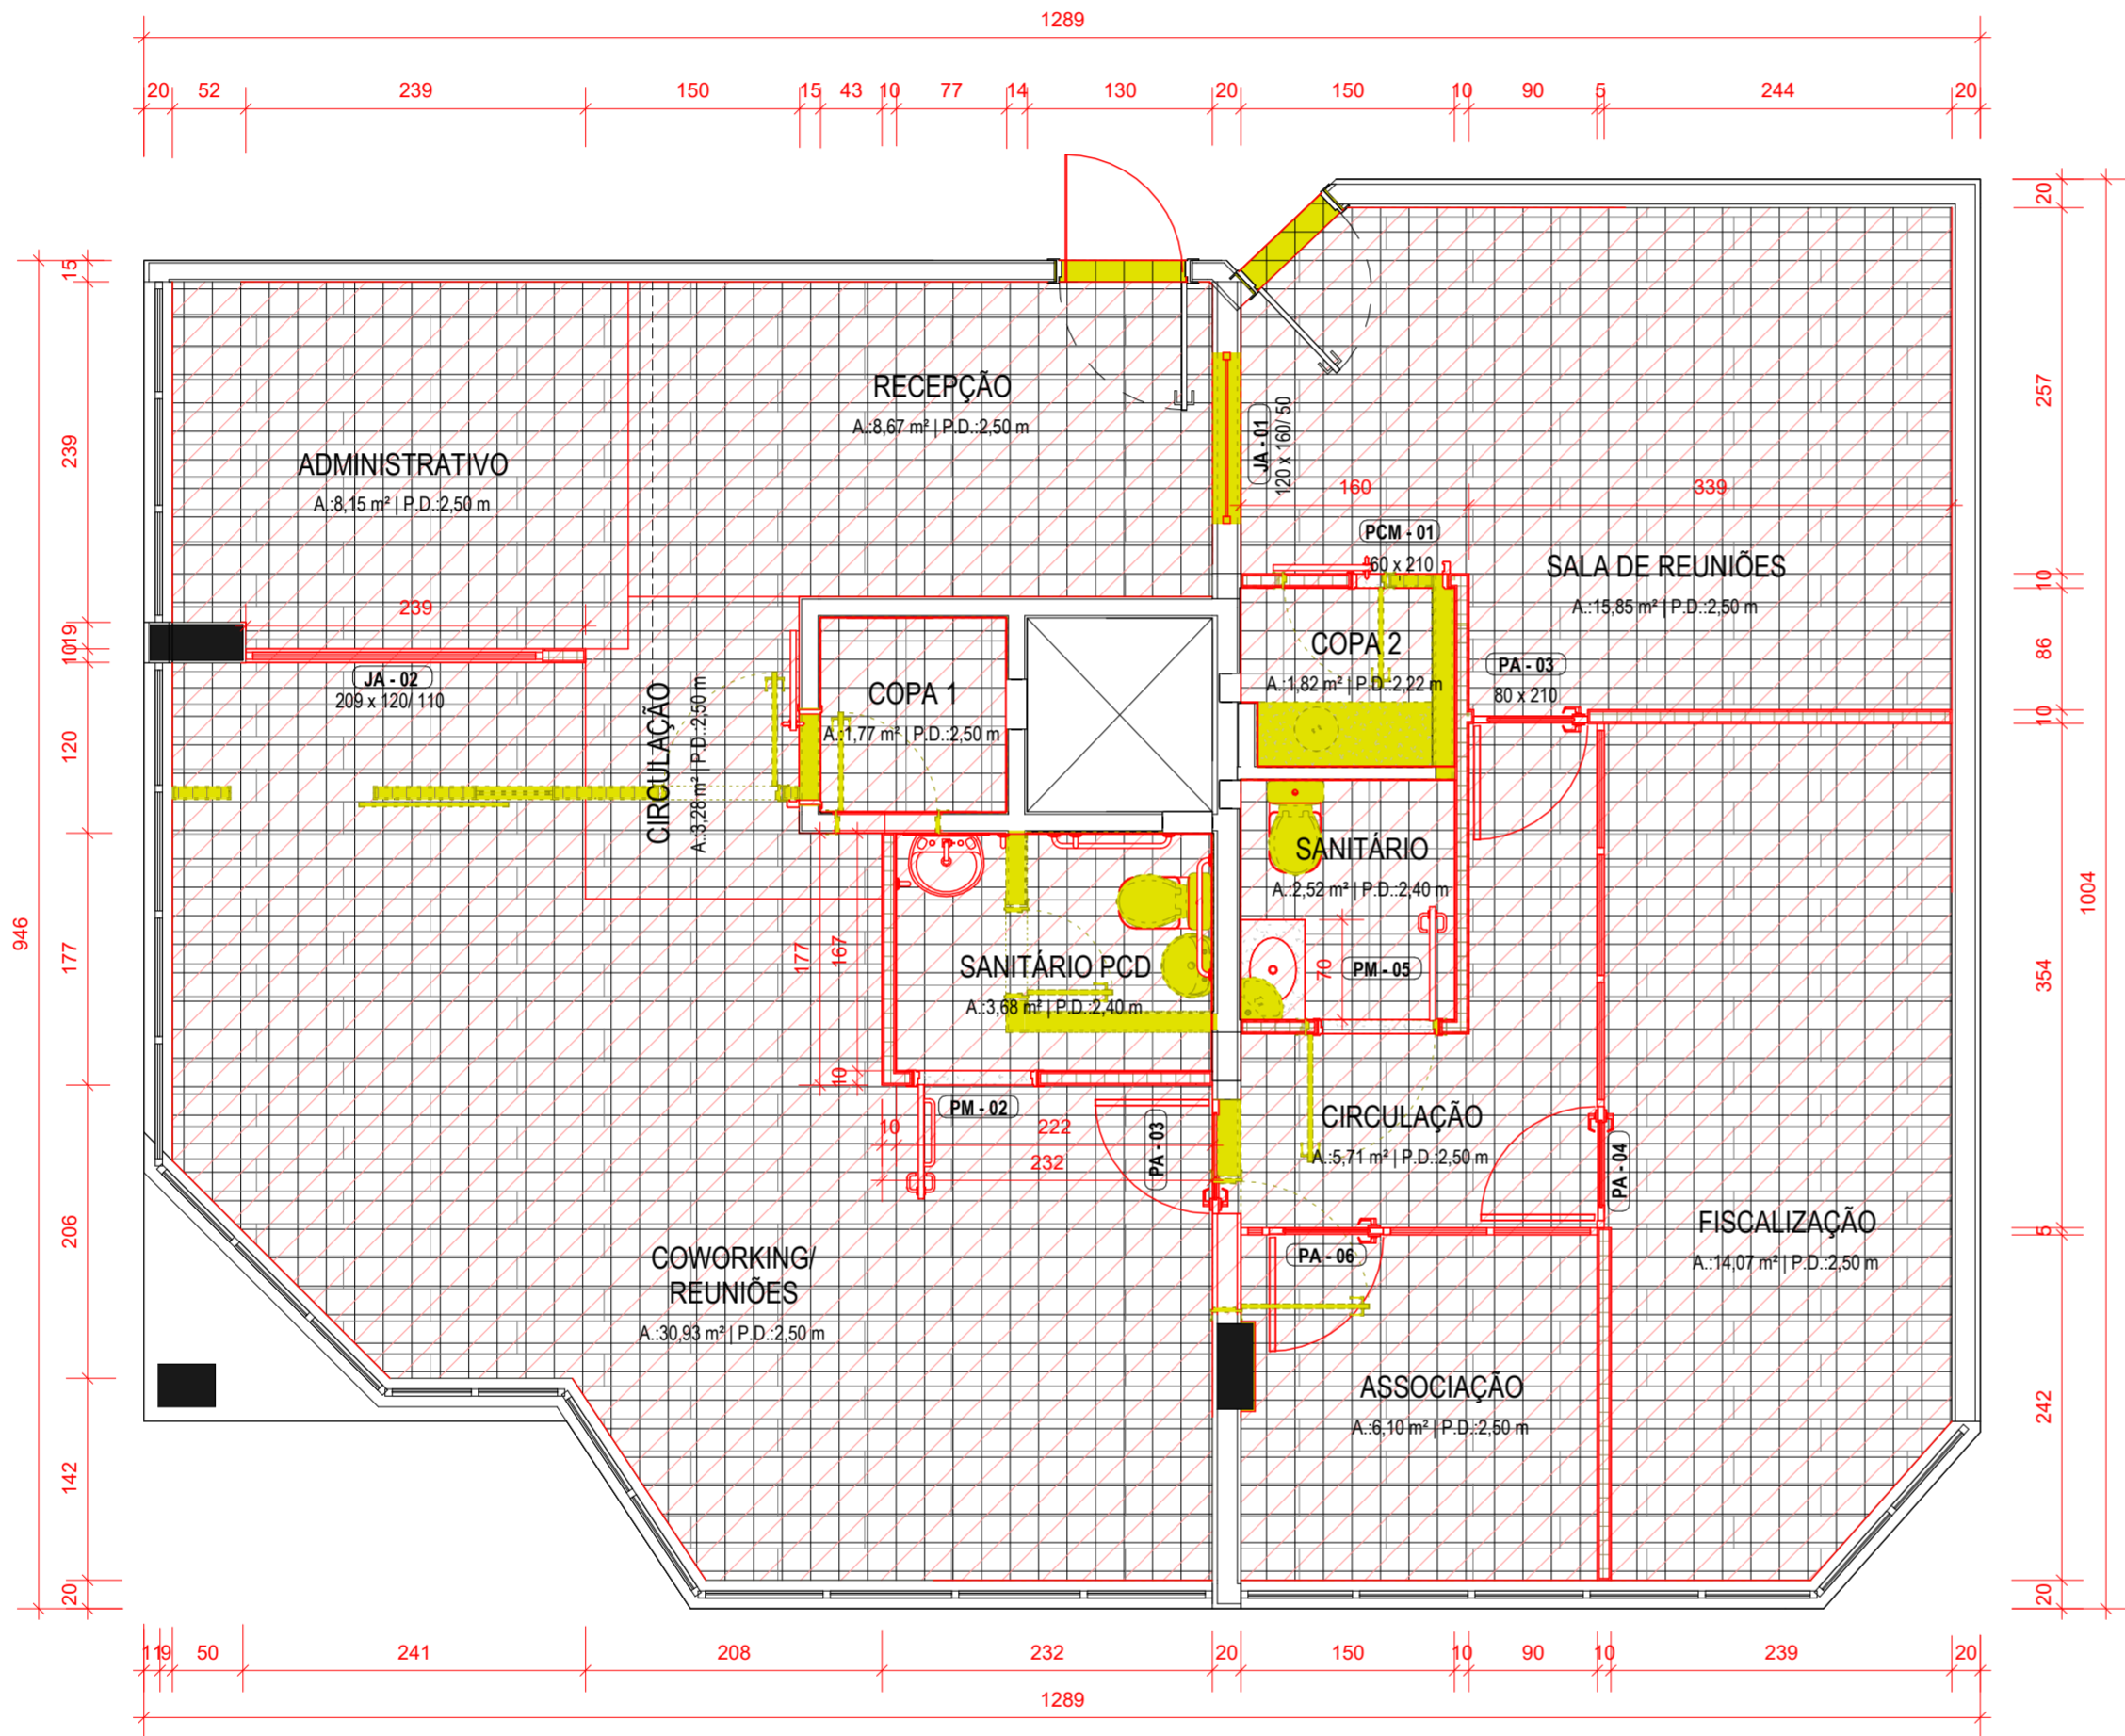 1289
20 52 239 150 15 43 10 77 14 130 20 150 10 90 5 244 20
20
15
RECEPÇÃO
A.:8,67 m² | P.D.:2,50 m
257
JA - 01
120 x 160/ 50
239
ADMINISTRATIVO
A.:8,15 m² | P.D.:2,50 m
160
339
PCM - 01
60 x 210
SALA DE REUNIÕES
A.:15,85 m² | P.D.:2,50 m
10
239
19
10
COPA 2
A.:1,82 m² | P.D.:2,22 m
86
JA - 02
209 x 120/ 110
COPA 1
A.:1,77 m² | P.D.:2,50 m
PA - 03
80 x 210
10
CIRCULAÇÃO
A.:3,28 m² | P.D.:2,50 m
120
SANITÁRIO
A.:2,52 m² | P.D.:2,40 m
1004
946
177
177
167
SANITÁRIO PCD
A.:3,68 m² | P.D.:2,40 m
70
PM - 05
354
10
PM - 02
10
222
232
PA - 03
CIRCULAÇÃO
A.:5,71 m² | P.D.:2,50 m
PA - 04
206
COWORKING/
REUNIÕES
A.:30,93 m² | P.D.:2,50 m
PA - 06
FISCALIZAÇÃO
A.:14,07 m² | P.D.:2,50 m
5
ASSOCIAÇÃO
A.:6,10 m² | P.D.:2,50 m
242
142
20
20
11 9 50 241 208 232 20 150 10 90 10 239 20
1289